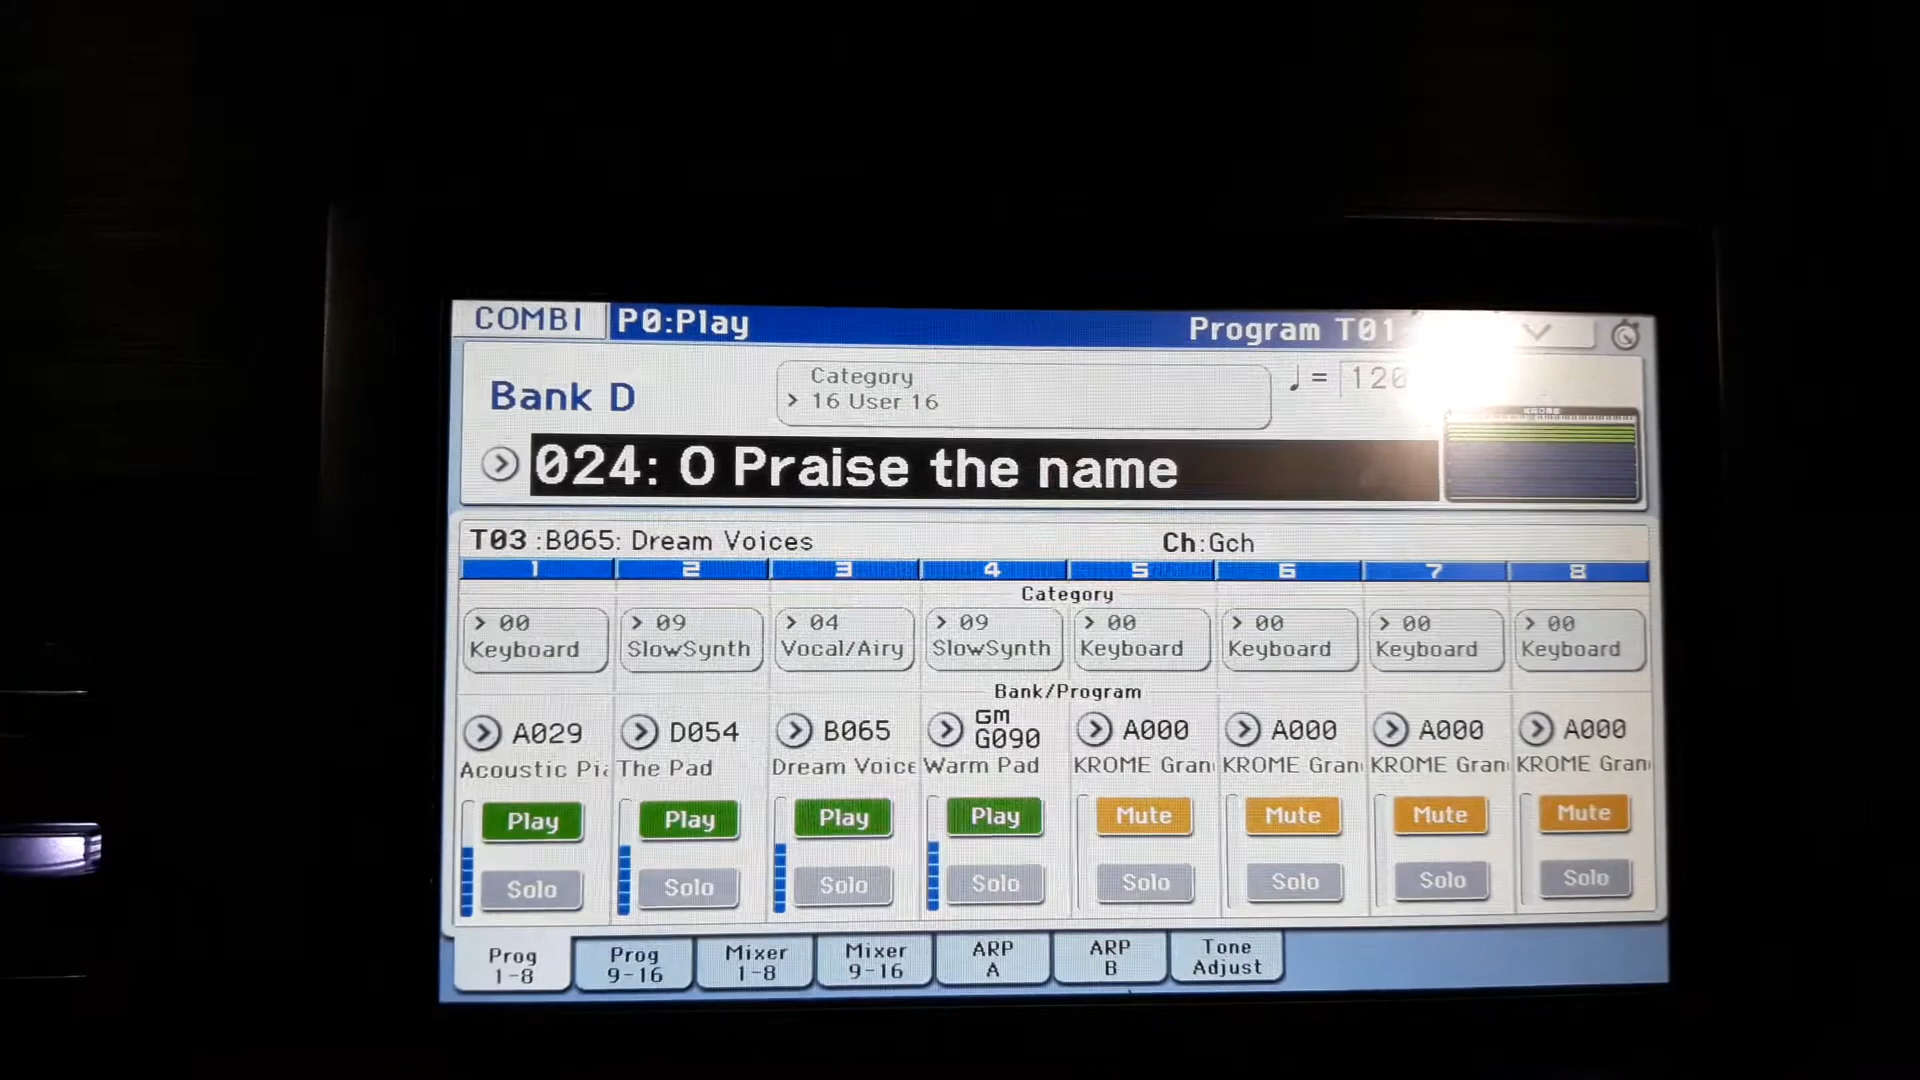 COMBI P0:Play Program T01
Bank D
Category
> 16 User 16
♩ = 120
KROME
024: O Praise the name
T03 :B065: Dream Voices Ch:Gch
1 2 3 4 5 6 7 8
Category
> 00 > 09 > 04 > 09 > 00 > 00 > 00 > 00
Keyboard SlowSynth Vocal/Airy SlowSynth Keyboard Keyboard Keyboard Keyboard
Bank/Program
A029 D054 B065 GM G090 A000 A000 A000 A000
Acoustic Pia The Pad Dream Voice Warm Pad KROME Gran KROME Gran KROME Gran KROME Gran
Play Play Play Play Mute Mute Mute Mute
Solo Solo Solo Solo Solo Solo Solo Solo
Prog Prog Mixer Mixer ARP ARP Tone
1-8 9-16 1-8 9-16 A B Adjust